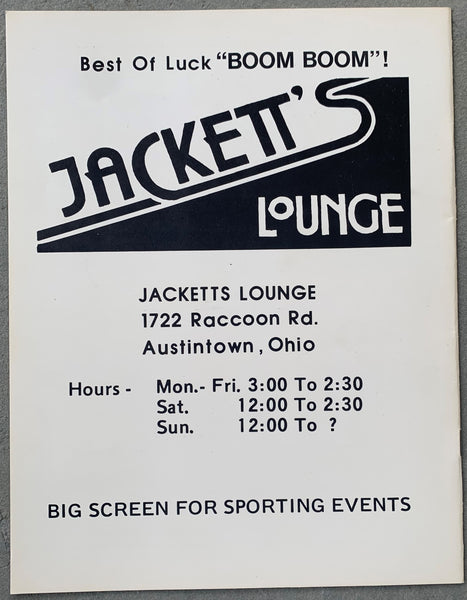 Best Of Luck “BOOM BOOM”!
JACKETT'S
LOUNGE
JACKETTS LOUNGE
1722 Raccoon Rd.
Austintown, Ohio
Hours - Mon.- Fri. 3:00 To 2:30
Sat. 12:00 To 2:30
Sun. 12:00 To ?
BIG SCREEN FOR SPORTING EVENTS